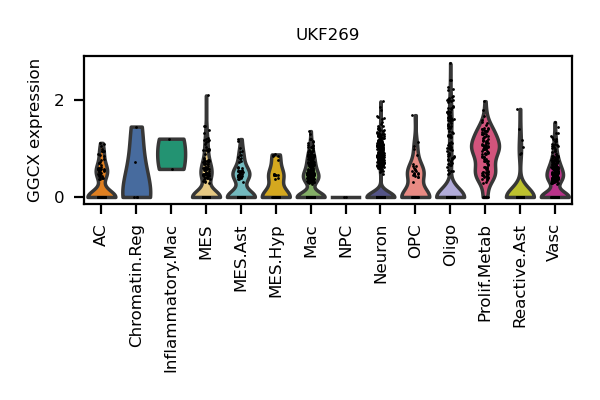 UKF269
GGCX expression
2
0
AC
Chromatin.Reg
Inflammatory.Mac
MES
MES.Ast
MES.Hyp
Mac
NPC
Neuron
OPC
Oligo
Prolif.Metab
Reactive.Ast
Vasc